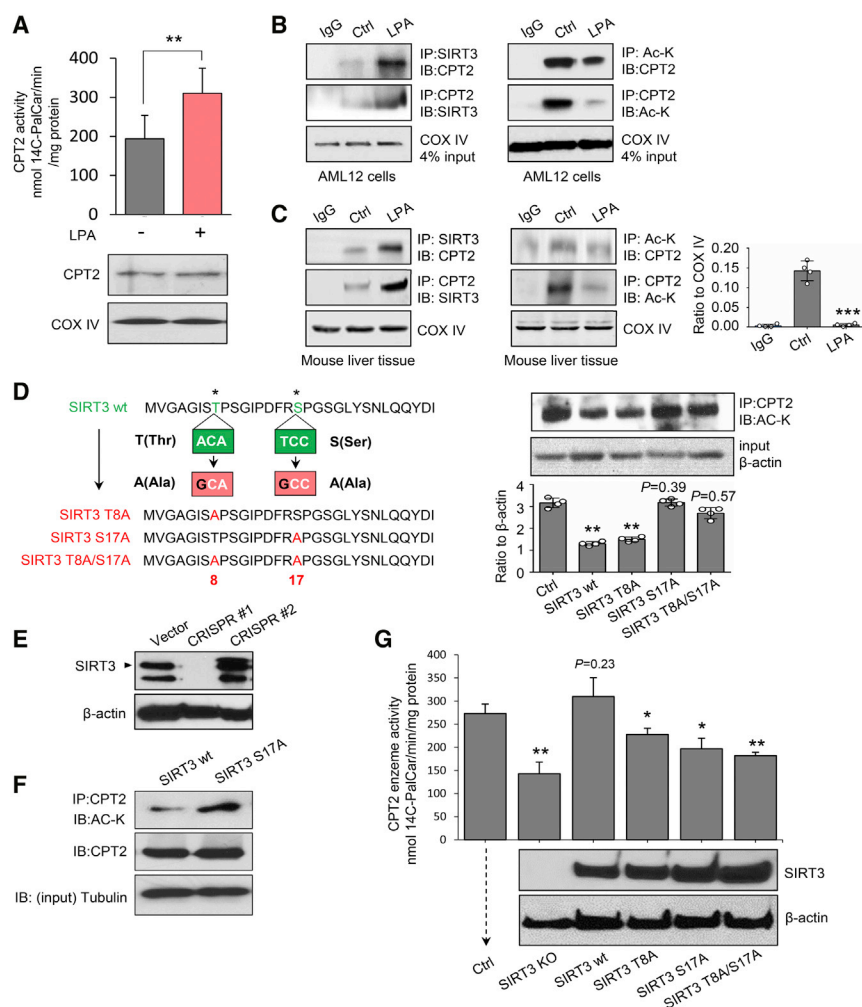 A
**
CPT2 activity
nmol 14C-PalCar/min
/mg protein
400
300
200
100
0
LPA - +
CPT2
COX IV
B
IgG Ctrl LPA
IP:SIRT3
IB:CPT2
IP:CPT2
IB:SIRT3
COX IV
4% input
AML12 cells
IgG Ctrl LPA
IP: Ac-K
IB:CPT2
IP:CPT2
IB:Ac-K
COX IV
4% input
AML12 cells
C
IgG Ctrl LPA
IP: SIRT3
IB: CPT2
IP: CPT2
IB: SIRT3
COX IV
Mouse liver tissue
IgG Ctrl LPA
IP: Ac-K
IB: CPT2
IP: CPT2
IB: Ac-K
COX IV
Mouse liver tissue
Ratio to COX IV
0.20
0.15
0.10
0.05
0.0
***
IgG Ctrl LPA
D
* *
SIRT3 wt MVGAGISTPSGIPDFRSPGSGLYSNLQQYDI
T(Thr) ACA TCC S(Ser)
A(Ala) GCA GCC A(Ala)
SIRT3 T8A MVGAGISAPSGIPDFRSPGSGLYSNLQQYDI
SIRT3 S17A MVGAGISTPSGIPDFRAPGSGLYSNLQQYDI
SIRT3 T8A/S17A MVGAGISAPSGIPDFRAPGSGLYSNLQQYDI
8 17
IP:CPT2
IB:AC-K
input
β-actin
Ratio to β-actin
5
4
3
2
1
0
** ** P=0.39 P=0.57
Ctrl SIRT3 wt SIRT3 T8A SIRT3 S17A SIRT3 T8A/S17A
E
Vector CRISPR #1 CRISPR #2
SIRT3
β-actin
F
SIRT3 wt SIRT3 S17A
IP:CPT2
IB:AC-K
IB:CPT2
IB: (input) Tubulin
G
CPT2 enzeme activity
nmol 14C-PalCar/min/mg protein
400
350
300
250
200
150
100
50
0
** P=0.23 * * **
SIRT3
β-actin
Ctrl SIRT3 KO SIRT3 wt SIRT3 T8A SIRT3 S17A SIRT3 T8A/S17A